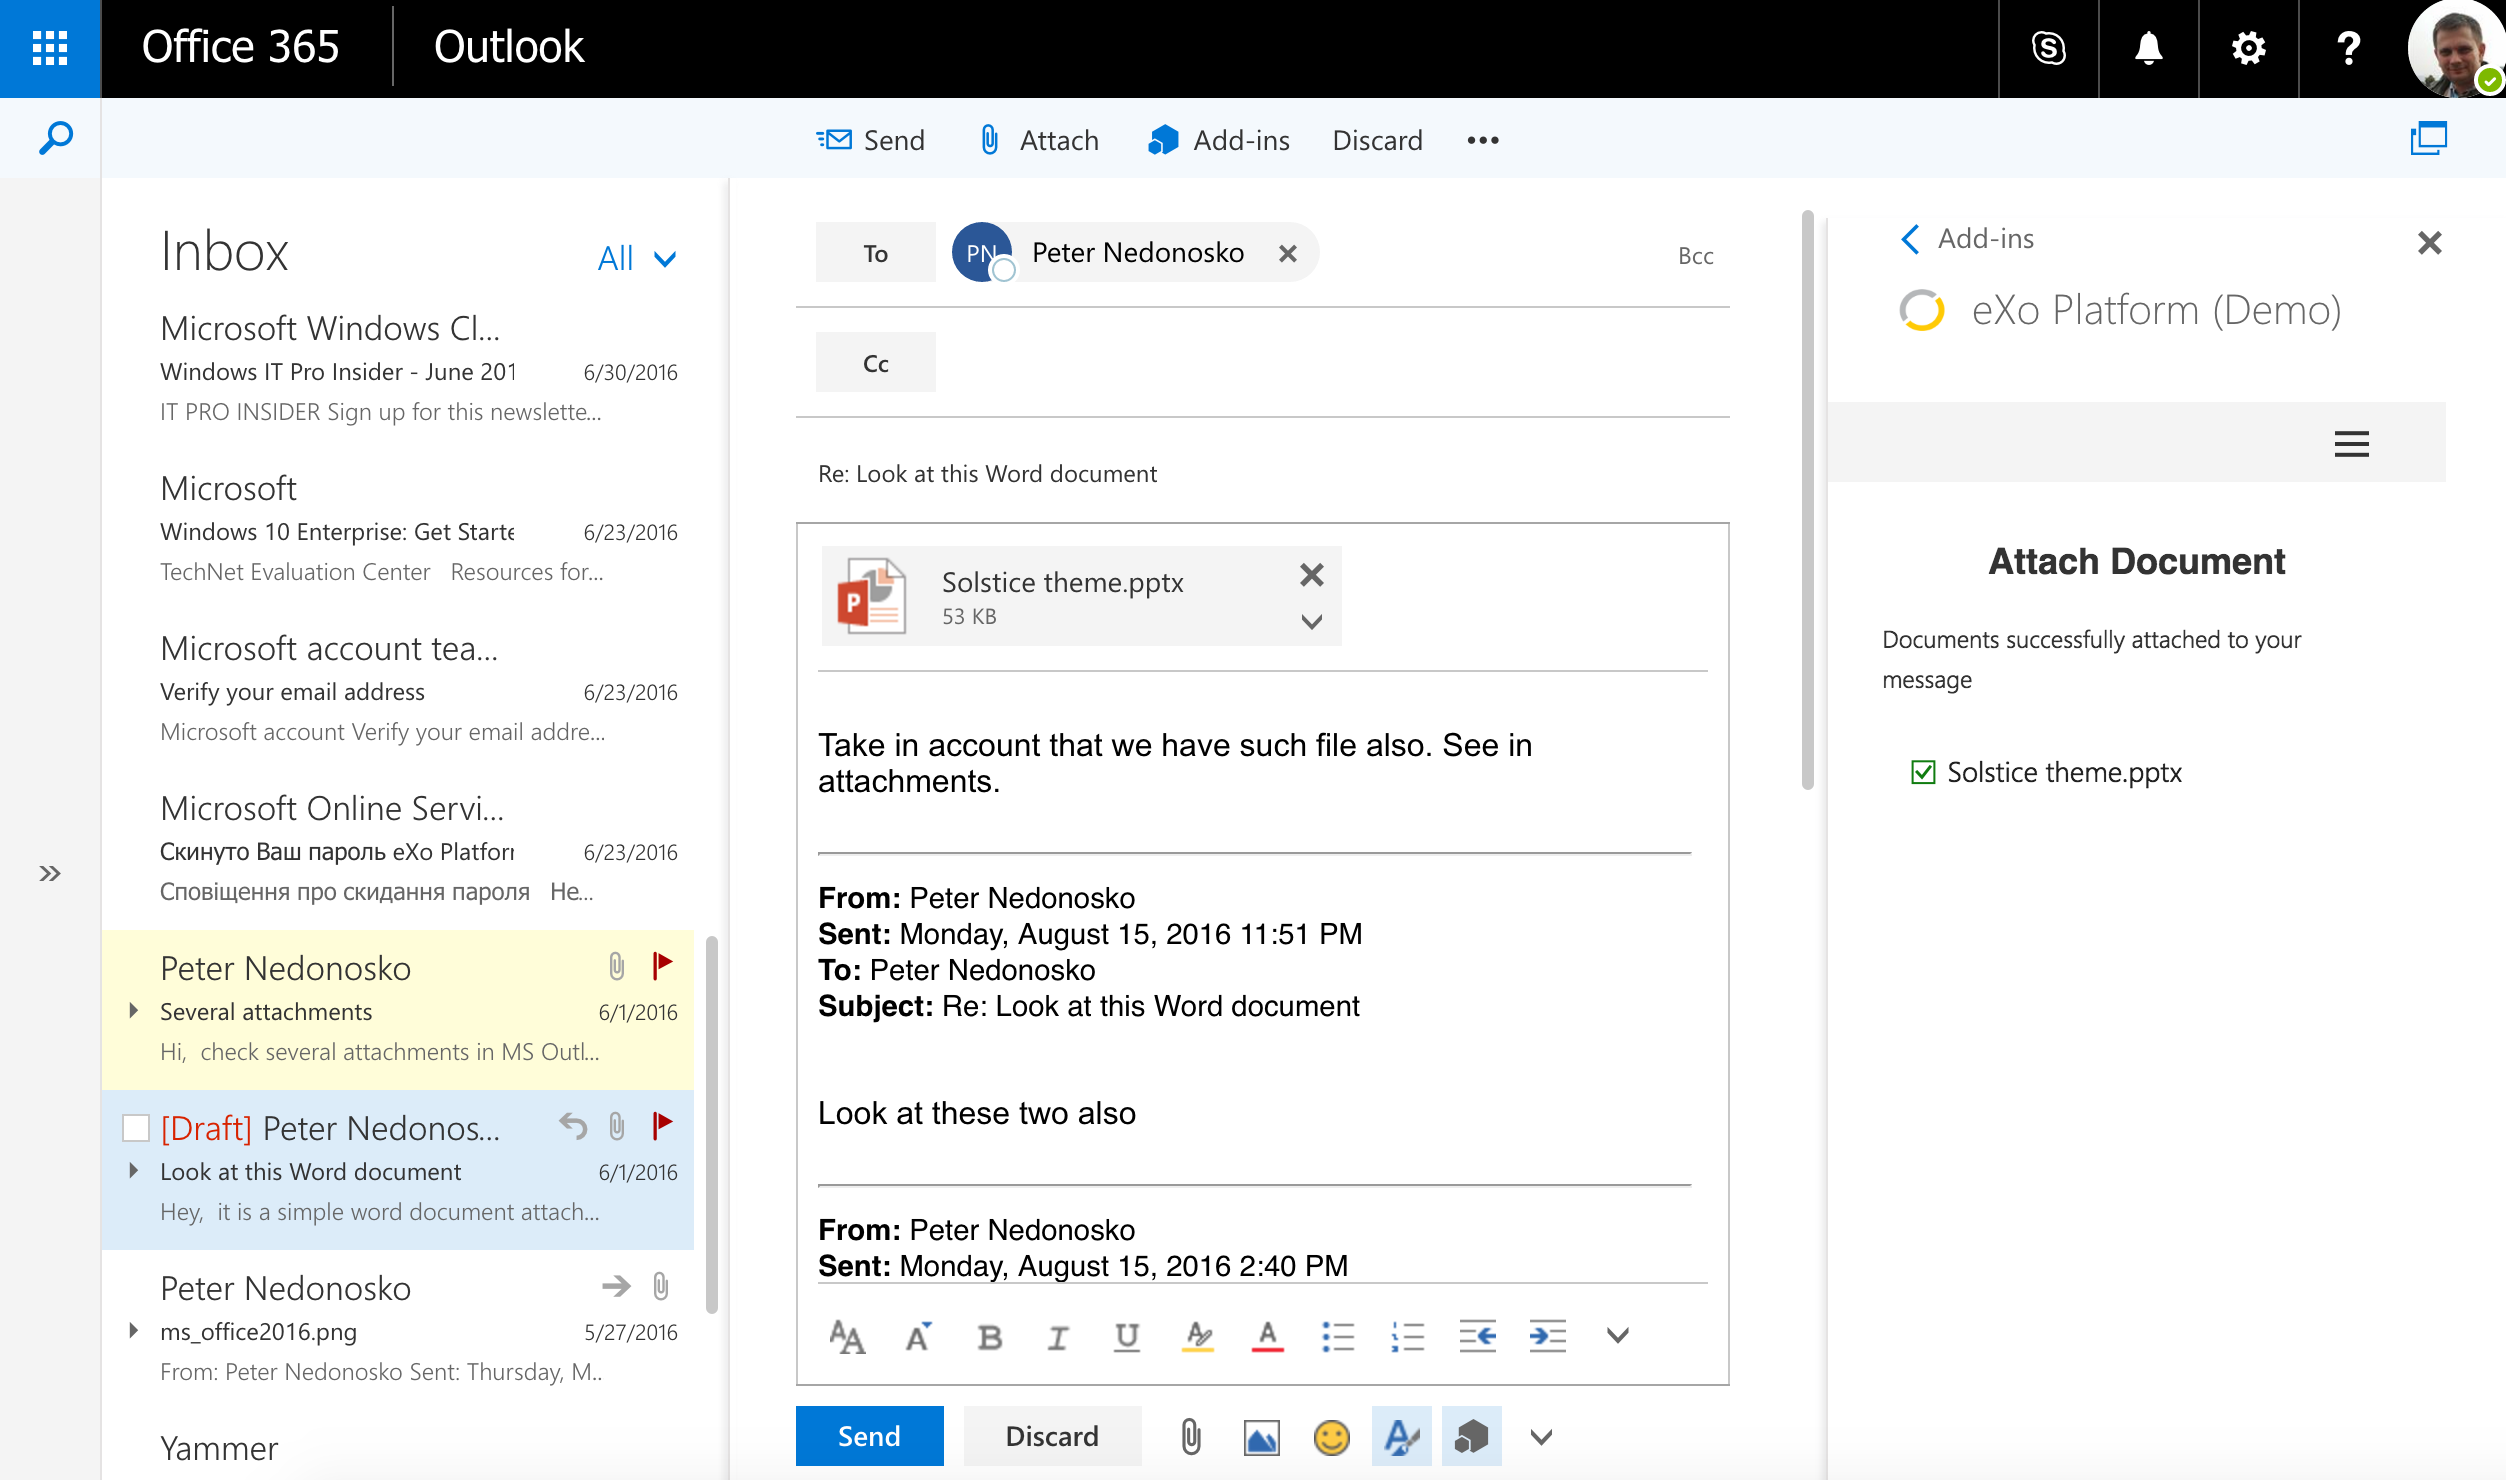 Office 365
Outlook
Send
Attach
Add-ins
Discard
Inbox
All
Microsoft Windows Cl...
Windows IT Pro Insider - June 201
6/30/2016
IT PRO INSIDER Sign up for this newslette...
Microsoft
Windows 10 Enterprise: Get Starte
6/23/2016
TechNet Evaluation Center Resources for...
Microsoft account tea...
Verify your email address
6/23/2016
Microsoft account Verify your email addre...
Microsoft Online Servi...
Скинуто Ваш пароль eXo Platfor
6/23/2016
Сповіщення про скидання пароля Не...
Peter Nedonosko
Several attachments
6/1/2016
Hi, check several attachments in MS Outl...
[Draft] Peter Nedonos...
Look at this Word document
6/1/2016
Hey, it is a simple word document attach...
Peter Nedonosko
ms_office2016.png
5/27/2016
From: Peter Nedonosko Sent: Thursday, M..
Yammer
To
PN
Peter Nedonosko
Bcc
Cc
Re: Look at this Word document
Solstice theme.pptx
53 KB
Take in account that we have such file also. See in
attachments.
From: Peter Nedonosko
Sent: Monday, August 15, 2016 11:51 PM
To: Peter Nedonosko
Subject: Re: Look at this Word document
Look at these two also
From: Peter Nedonosko
Sent: Monday, August 15, 2016 2:40 PM
Send
Discard
Add-ins
eXo Platform (Demo)
Attach Document
Documents successfully attached to your
message
Solstice theme.pptx